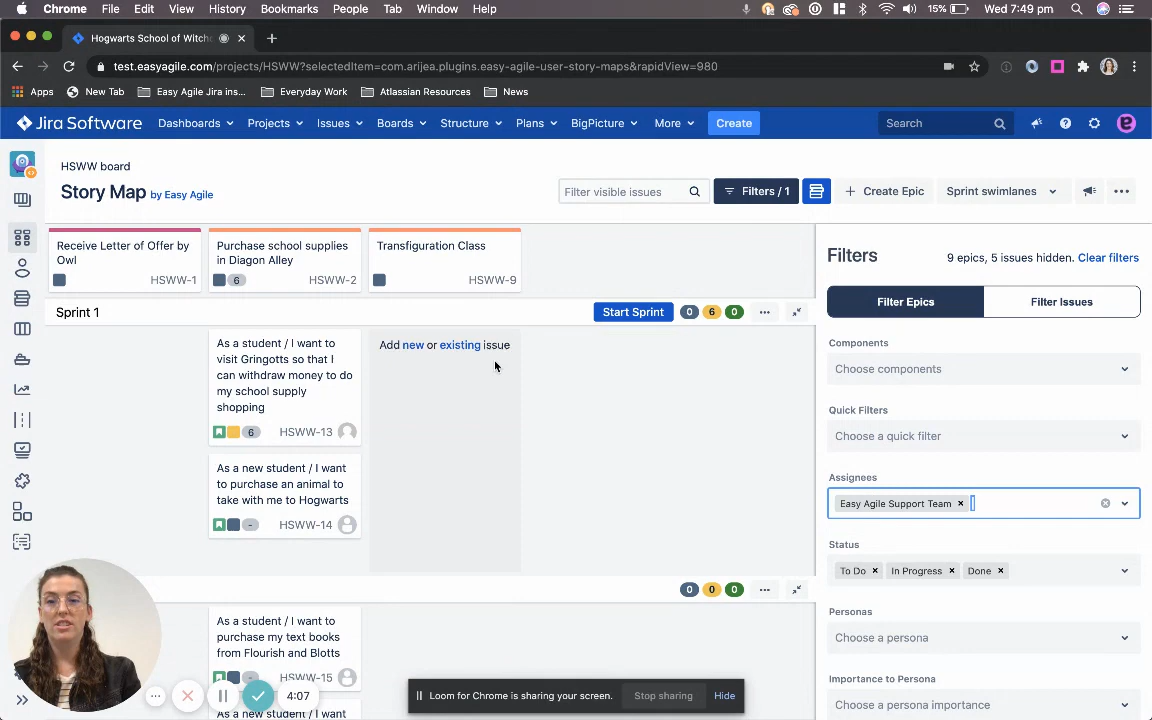 Chrome File Edit View History Bookmarks People Tab Window Help 15% Wed 7:49 pm
Hogwarts School of Witch
test.easyagile.com/projects/HSWW?selectedItem=com.arijea.plugins.easy-agile-user-story-maps&rapidView=980
Apps New Tab Easy Agile Jira ins... Everyday Work Atlassian Resources News
Jira Software Dashboards Projects Issues Boards Structure Plans BigPicture More Create Search
HSWW board
Story Map by Easy Agile
Filter visible issues Filters / 1 Create Epic Sprint swimlanes
Receive Letter of Offer by
Owl
HSWW-1
Purchase school supplies
in Diagon Alley
6 HSWW-2
Transfiguration Class
HSWW-9
Sprint 1 Start Sprint 0 6 0
As a student / I want to
visit Gringotts so that I
can withdraw money to do
my school supply
shopping
6 HSWW-13
Add new or existing issue
As a new student / I want
to purchase an animal to
take with me to Hogwarts
- HSWW-14
0 0 0
As a student / I want to
purchase my text books
from Flourish and Blotts
- HSWW-15
As a new student / I want
Filters 9 epics, 5 issues hidden. Clear filters
Filter Epics Filter Issues
Components
Choose components
Quick Filters
Choose a quick filter
Assignees
Easy Agile Support Team
Status
To Do In Progress Done
Personas
Choose a persona
Importance to Persona
Choose a persona importance
4:07
Loom for Chrome is sharing your screen. Stop sharing Hide